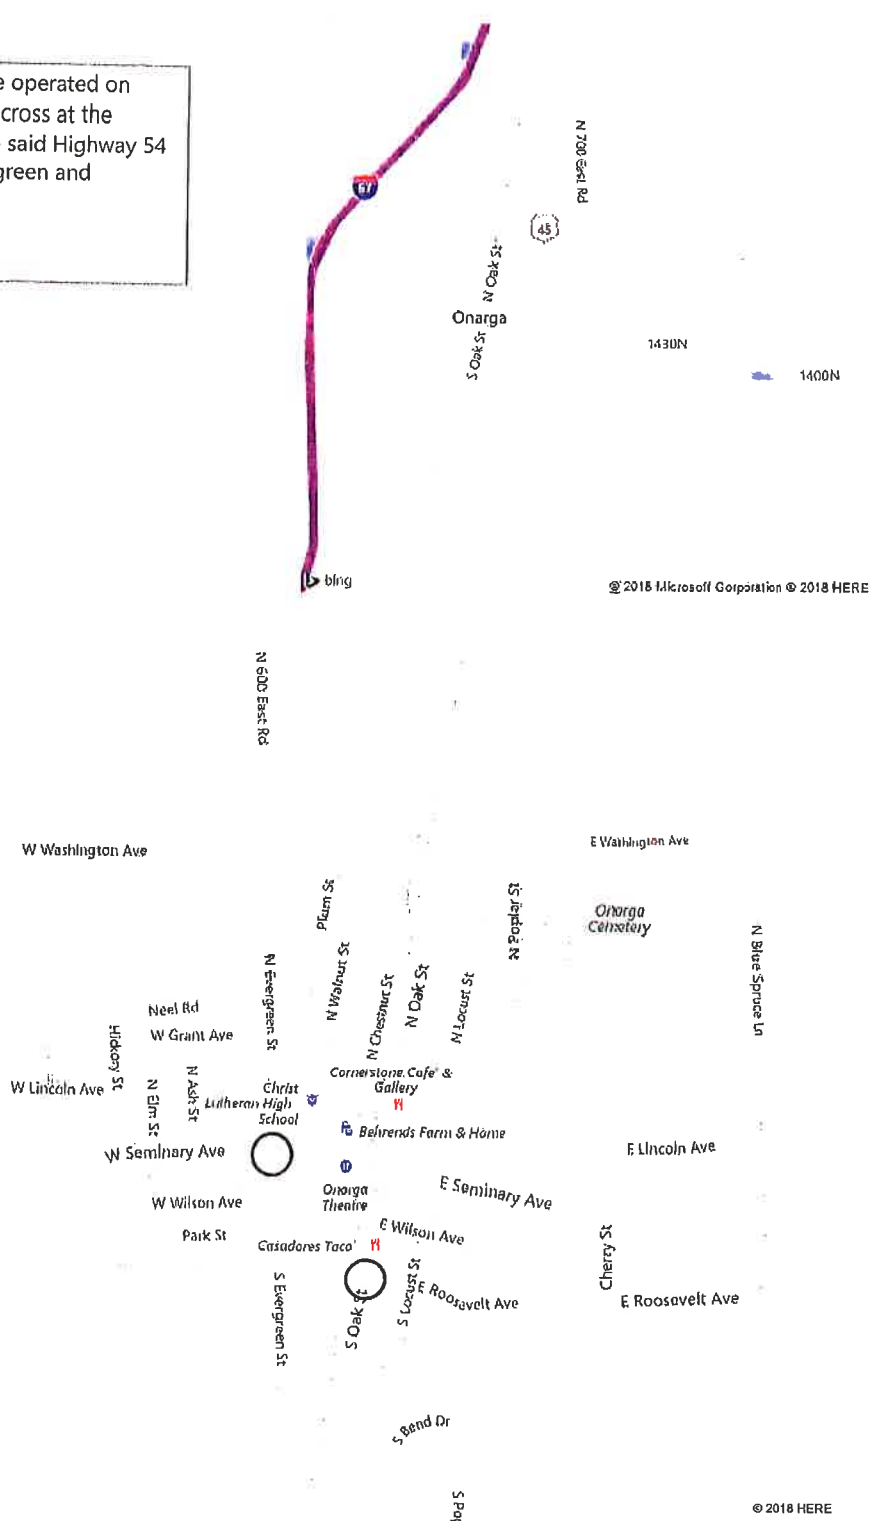 e operated on
cross at the
said Highway 54
green and
N 700 East Rd
57
45
N Oak St
Onarga
S Oak St
1430N
1400N
bing
© 2018 Microsoft Corporation © 2018 HERE
N 600 East Rd
W Washington Ave
E Washington Ave
Plum St
N Poplar St
Onarga
Cemetery
N Blue Spruce Ln
N Evergreen St
N Walnut St
N Chestnut St
N Oak St
N Locust St
Neel Rd
W Grant Ave
Hickory St
W Lincoln Ave
N Elm St
N Ash St
Christ
Lutheran High
School
Cornerstone Cafe' &
Gallery
Behrends Farm & Home
W Seminary Ave
E Lincoln Ave
Onarga
Theatre
E Seminary Ave
W Wilson Ave
E Wilson Ave
Park St
Casadores Taco'
Cherry St
S Evergreen St
S Oak St
S Locust St
E Roosevelt Ave
E Roosevelt Ave
S Bend Dr
S Pop
© 2018 HERE